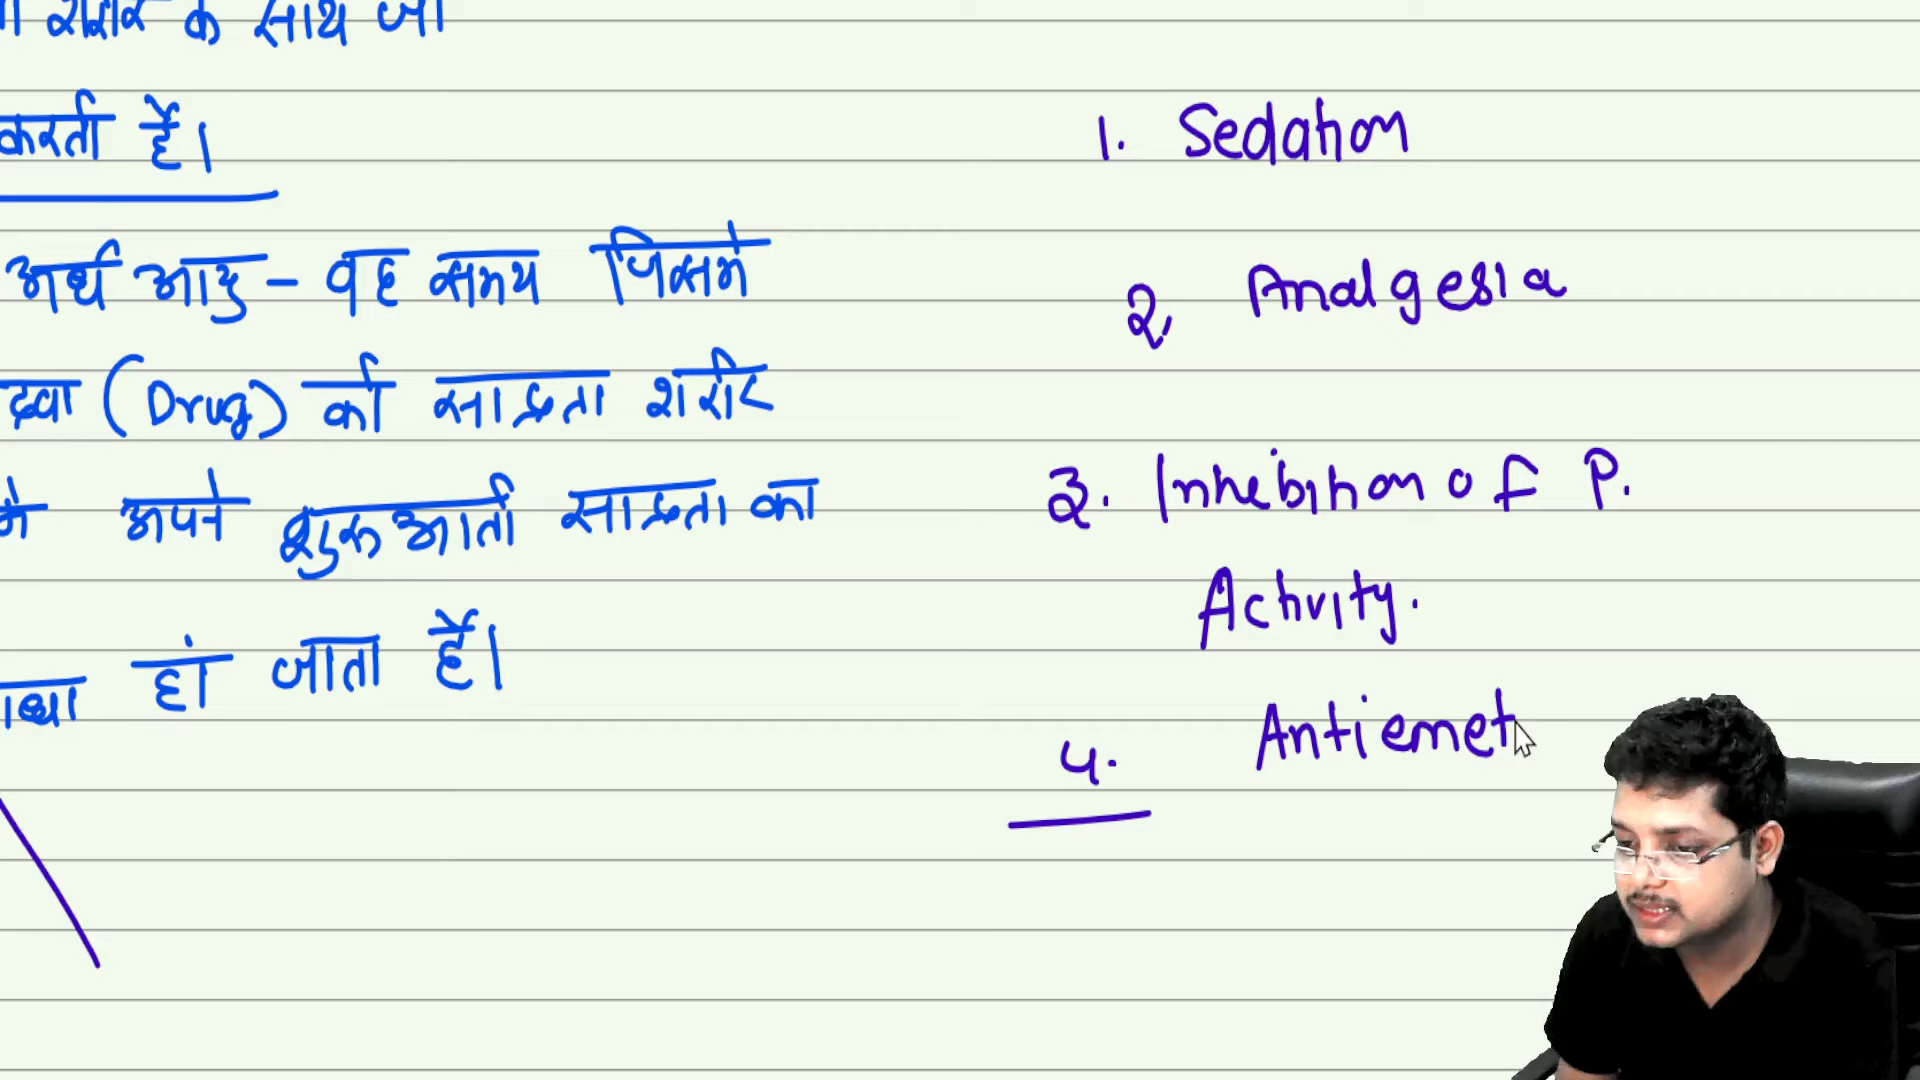 शरीर के साथ जो
करती है।
अर्ध आयु - वह समय जिसमे
दवा (Drug) की सान्द्रता शरीर
मे अपने शुरूआती सान्द्रता का
हो जाता है।
1. Sedation
2. Analgesia
3. Inhibition of P.
Activity.
4. Antiemet